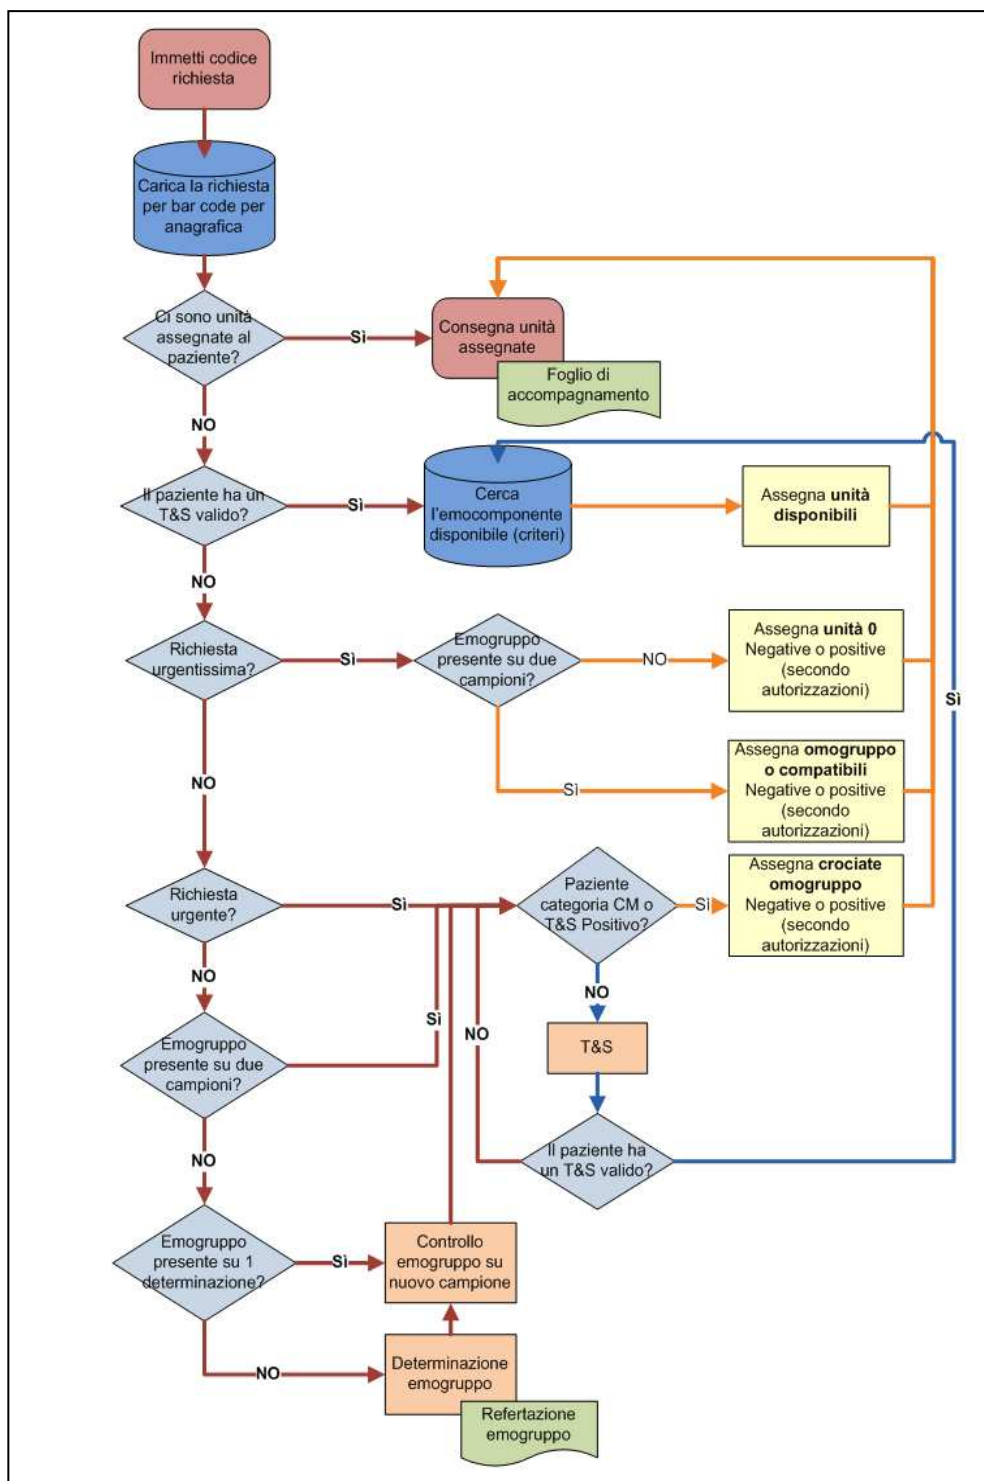 Immetti codice
richiesta
Carica la richiesta
per bar code per
anagrafica
Ci sono unità
assegnate al
paziente?
Sì
Consegna unità
assegnate
Foglio di
accompagnamento
NO
Il paziente ha un
T&S valido?
Sì
Cerca
l'emocomponente
disponibile (criteri)
Assegna unità
disponibili
NO
Richiesta
urgentissima?
Sì
Emogruppo
presente su due
campioni?
NO
Assegna unità 0
Negative o positive
(secondo
autorizzazioni)
Sì
NO
Sì
Assegna omogruppo
o compatibili
Negative o positive
(secondo
autorizzazioni)
Richiesta
urgente?
Sì
Paziente
categoria CM o
T&S Positivo?
Sì
Assegna crociate
omogruppo
Negative o positive
(secondo
autorizzazioni)
NO
NO
Sì
NO
T&S
Emogruppo
presente su due
campioni?
Il paziente ha
un T&S valido?
NO
Emogruppo
presente su 1
determinazione?
Sì
Controllo
emogruppo su
nuovo campione
NO
Determinazione
emogruppo
Refertazione
emogruppo